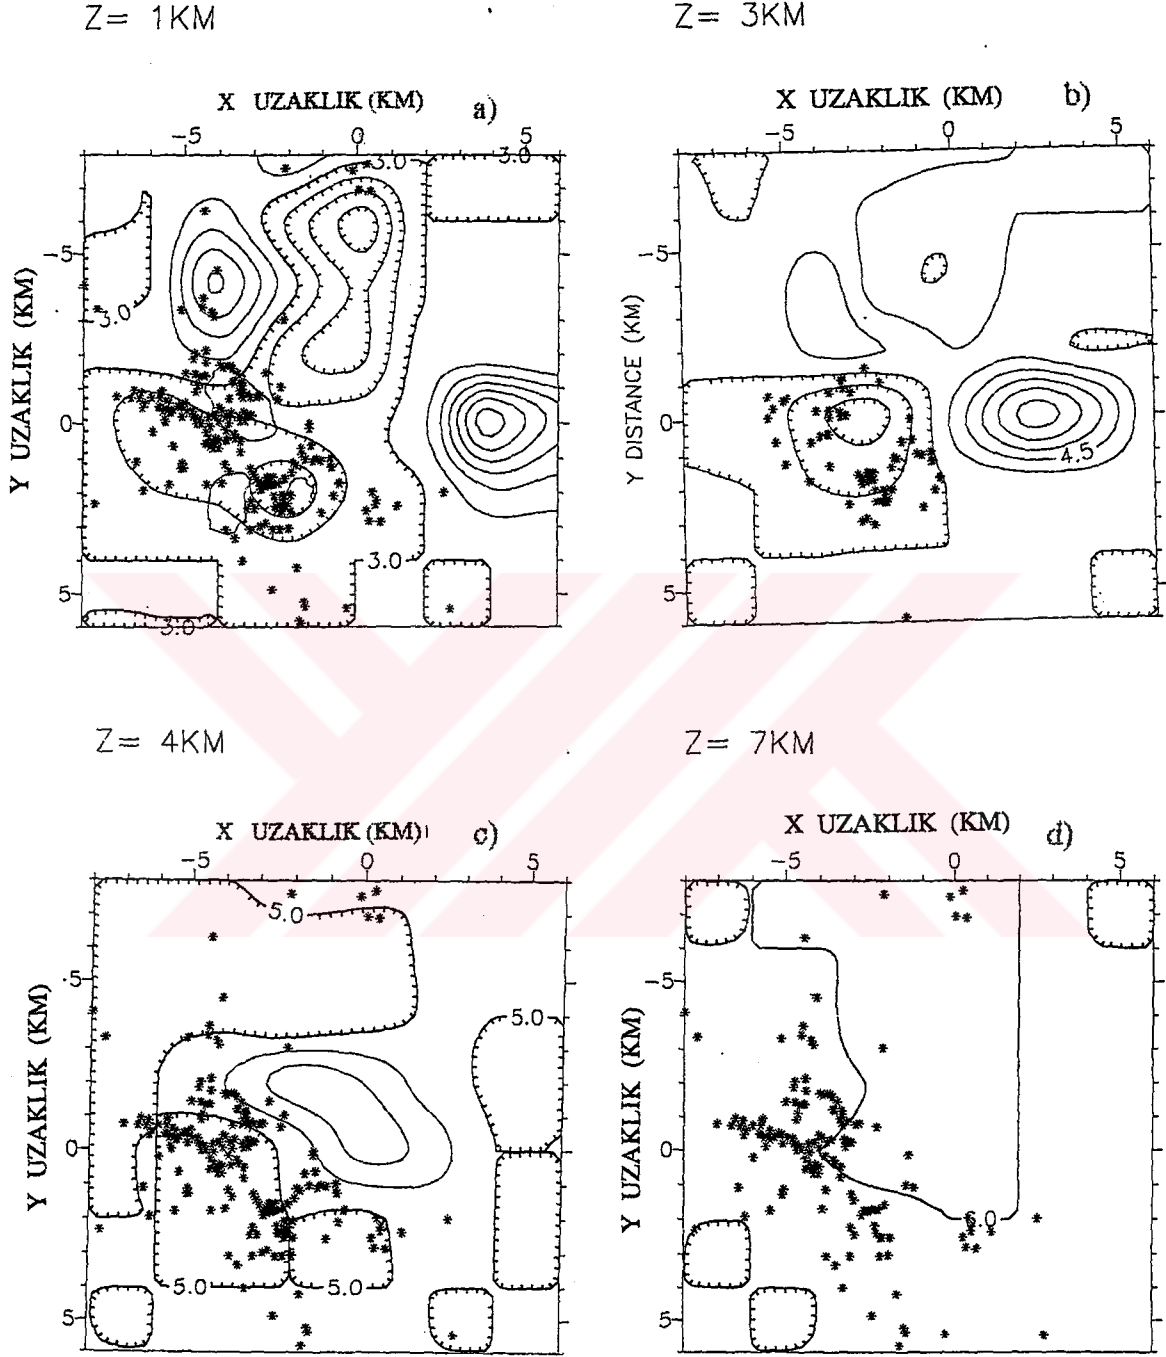 Z= 1KM
Z= 3KM
X UZAKLIK (KM) a)
X UZAKLIK (KM) b)
-5 0 5
-5 0 5
3.0
3.0
-5
-5
3.0
Y UZAKLIK (KM)
Y DISTANCE (KM)
0
0
4.5
3.0
5
5
3.0
Z= 4KM
Z= 7KM
X UZAKLIK (KM) c)
X UZAKLIK (KM) d)
-5 0 5
-5 0 5
5.0
-5
-5
5.0
Y UZAKLIK (KM)
Y UZAKLIK (KM)
0
0
6.0
5.0
5.0
5
5